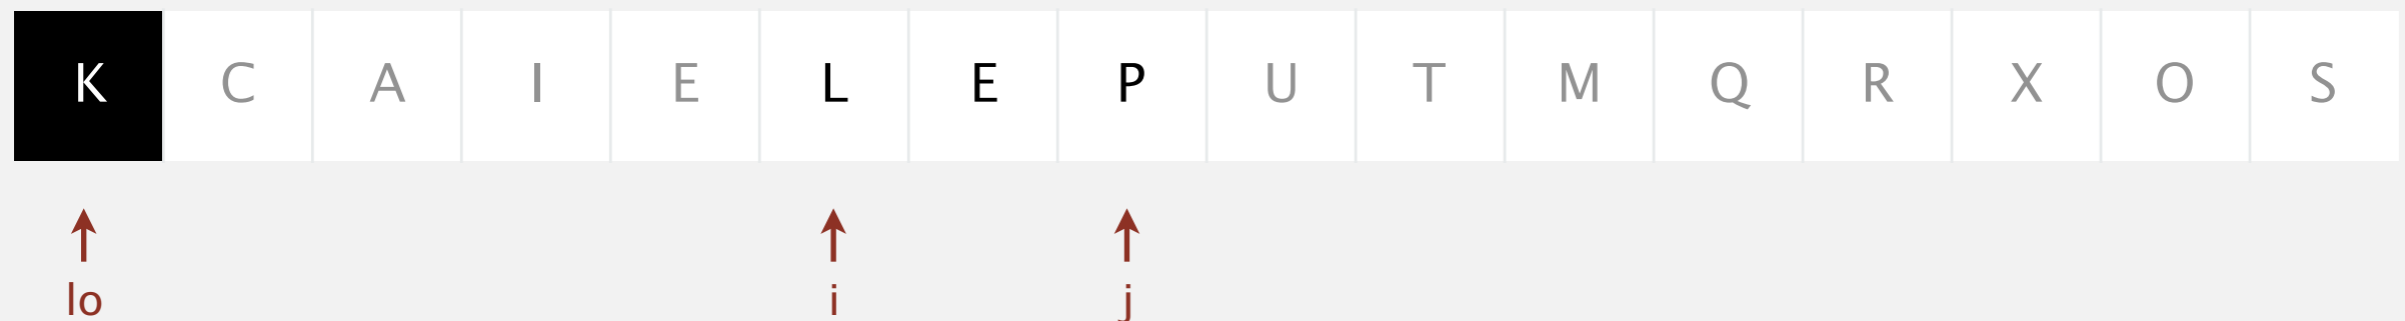 K C A I E L E P U T M Q R X O S
lo i j